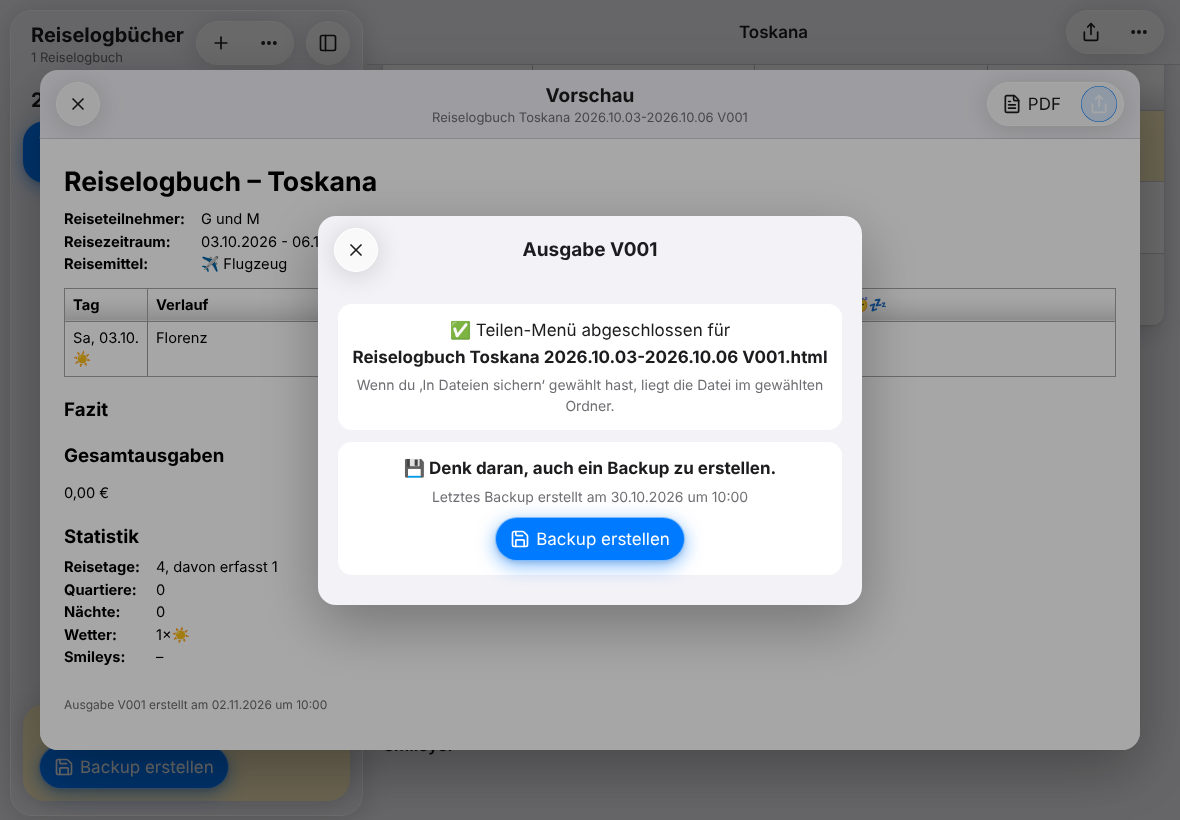 Reiselogbücher
1 Reiselogbuch
Toskana
Vorschau
Reiselogbuch Toskana 2026.10.03-2026.10.06 V001
PDF
Reiselogbuch – Toskana
Reiseteilnehmer: G und M
Reisezeitraum: 03.10.2026 - 06.1
Reisemittel: ✈️ Flugzeug
Tag Verlauf 💤
Sa, 03.10. Florenz
☀️
Fazit
Gesamtausgaben
0,00 €
Statistik
Reisetage: 4, davon erfasst 1
Quartiere: 0
Nächte: 0
Wetter: 1×☀️
Smileys: –
Ausgabe V001 erstellt am 02.11.2026 um 10:00
Ausgabe V001
✅ Teilen-Menü abgeschlossen für
Reiselogbuch Toskana 2026.10.03-2026.10.06 V001.html
Wenn du ‚In Dateien sichern‘ gewählt hast, liegt die Datei im gewählten
Ordner.
💾 Denk daran, auch ein Backup zu erstellen.
Letztes Backup erstellt am 30.10.2026 um 10:00
Backup erstellen
Backup erstellen